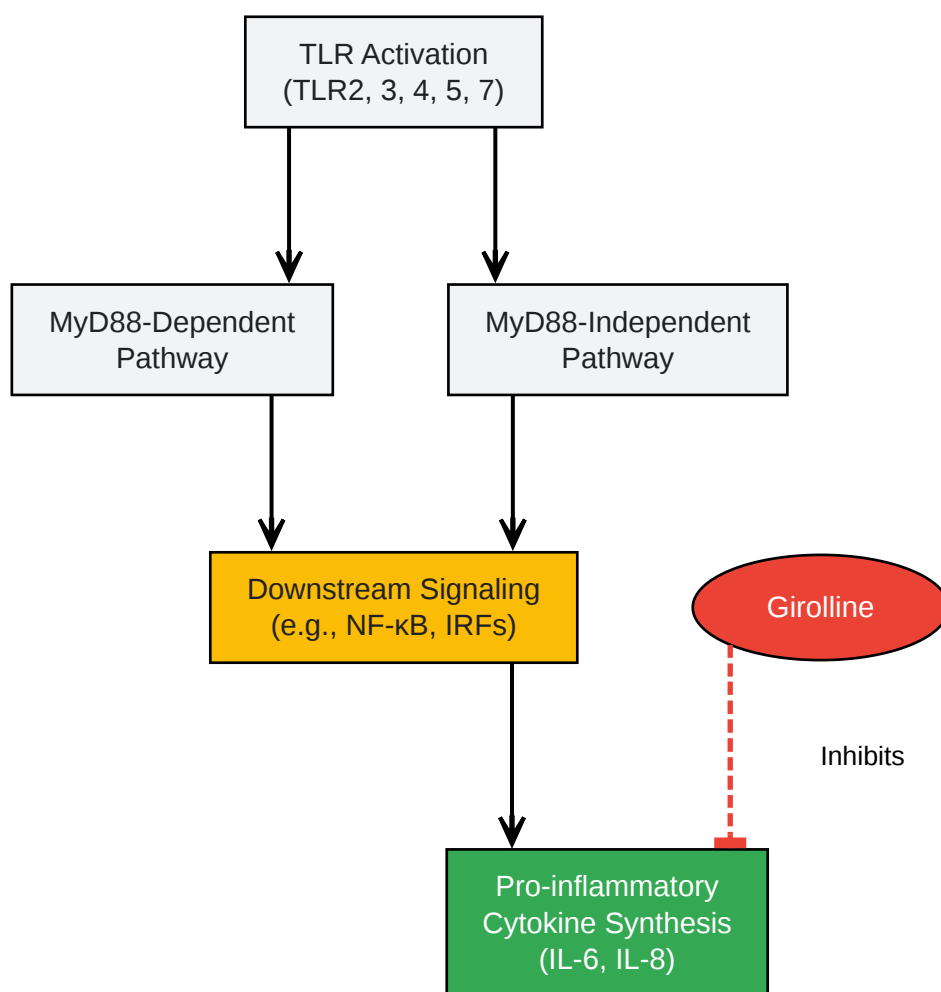 TLR Activation
(TLR2, 3, 4, 5, 7)
MyD88-Dependent
Pathway
MyD88-Independent
Pathway
Downstream Signaling
(e.g., NF-κB, IRFs)
Girolline
Inhibits
Pro-inflammatory
Cytokine Synthesis
(IL-6, IL-8)